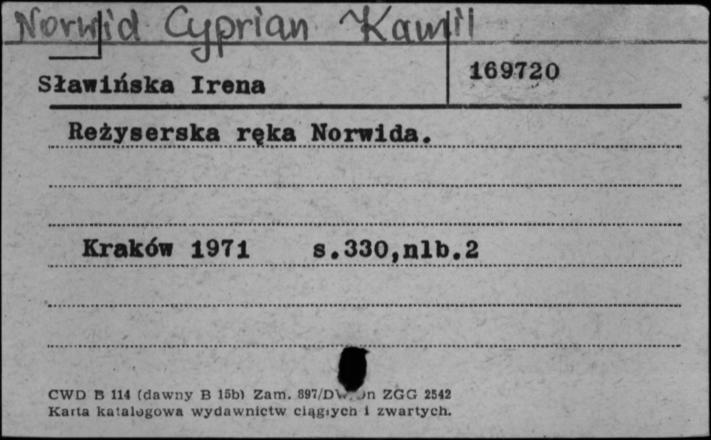 Norwid Cyprian Kamil
Sławińska Irena
169720
Reżyserska ręka Norwida.
Kraków 1971 s.330,nlb.2
CWD B 114 (dawny B 15b) Zam. 897/ ZGG 2542
Karta katalogowa wydawnictw ciągłych i zwartych.